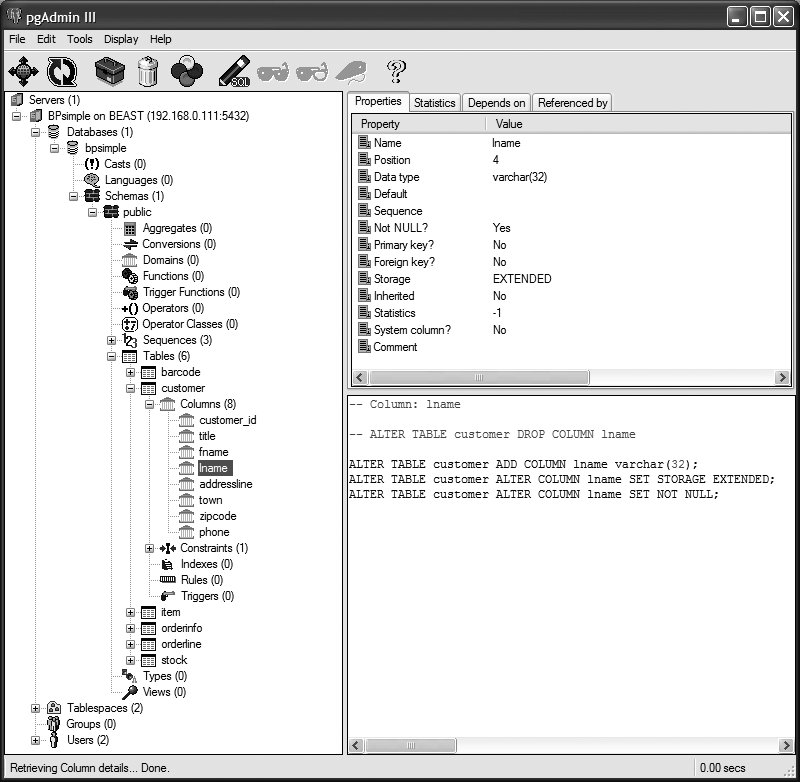 pgAdmin III
File Edit Tools Display Help
SQL
Servers (1)
BPsimple on BEAST (192.168.0.111:5432)
Databases (1)
bpsimple
Casts (0)
Languages (0)
Schemas (1)
public
Aggregates (0)
Conversions (0)
Domains (0)
Functions (0)
Trigger Functions (0)
Operators (0)
Operator Classes (0)
Sequences (3)
Tables (6)
barcode
customer
Columns (8)
customer_id
title
fname
lname
addressline
town
zipcode
phone
Constraints (1)
Indexes (0)
Rules (0)
Triggers (0)
item
orderinfo
orderline
stock
Types (0)
Views (0)
Tablespaces (2)
Groups (0)
Users (2)
Properties Statistics Depends on Referenced by
Property Value
Name lname
Position 4
Data type varchar(32)
Default
Sequence
Not NULL? Yes
Primary key? No
Foreign key? No
Storage EXTENDED
Inherited No
Statistics -1
System column? No
Comment
-- Column: lname
-- ALTER TABLE customer DROP COLUMN lname
ALTER TABLE customer ADD COLUMN lname varchar(32);
ALTER TABLE customer ALTER COLUMN lname SET STORAGE EXTENDED;
ALTER TABLE customer ALTER COLUMN lname SET NOT NULL;
Retrieving Column details... Done. 0.00 secs